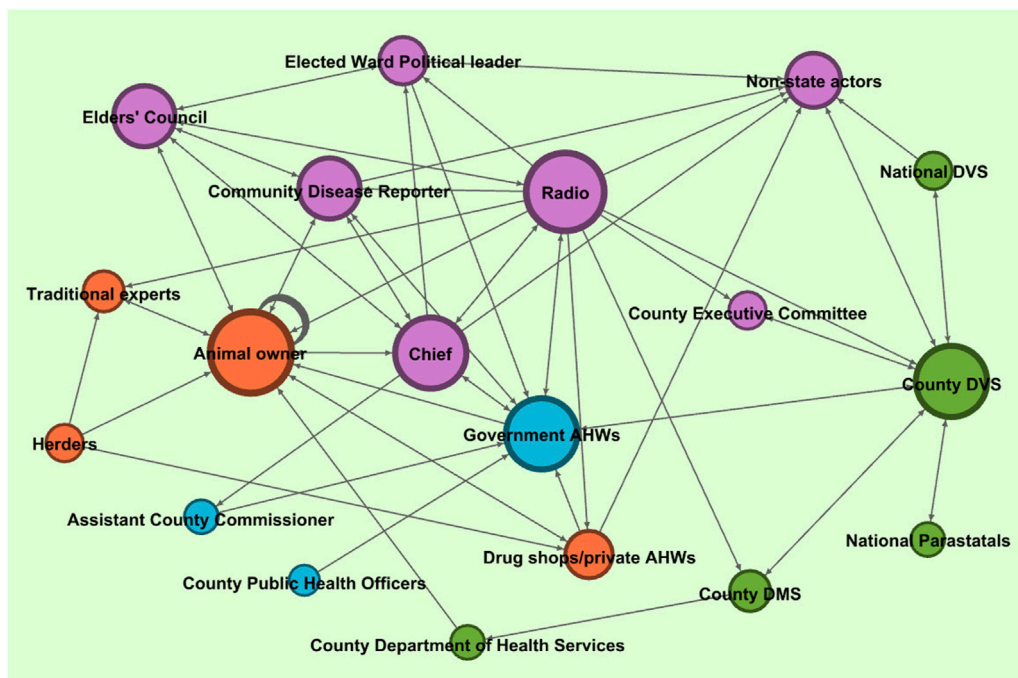 Elected Ward Political leader
Non-state actors
Elders' Council
National DVS
Community Disease Reporter
Radio
Traditional experts
County Executive Committee
Animal owner
Chief
County DVS
Government AHWs
Herders
Assistant County Commissioner
National Parastatals
Drug shops/private AHWs
County Public Health Officers
County DMS
County Department of Health Services